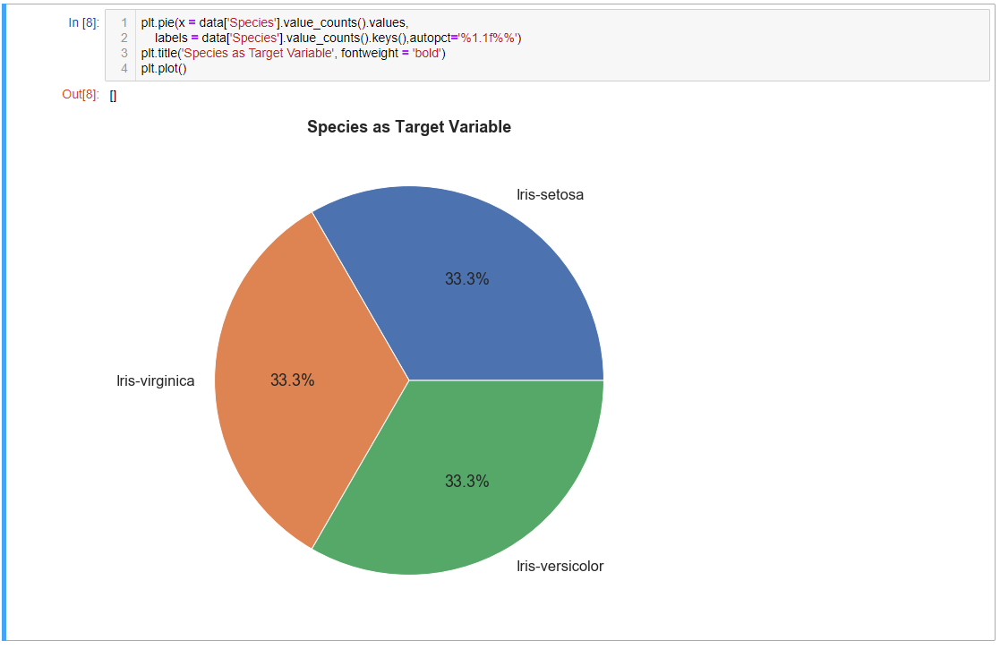 In [8]:
1 plt.pie(x = data['Species'].value_counts().values,
2 labels = data['Species'].value_counts().keys(),autopct='%1.1f%%')
3 plt.title('Species as Target Variable', fontweight = 'bold')
4 plt.plot()
Out[8]: []
Species as Target Variable
Iris-setosa
33.3%
Iris-virginica 33.3%
33.3%
Iris-versicolor